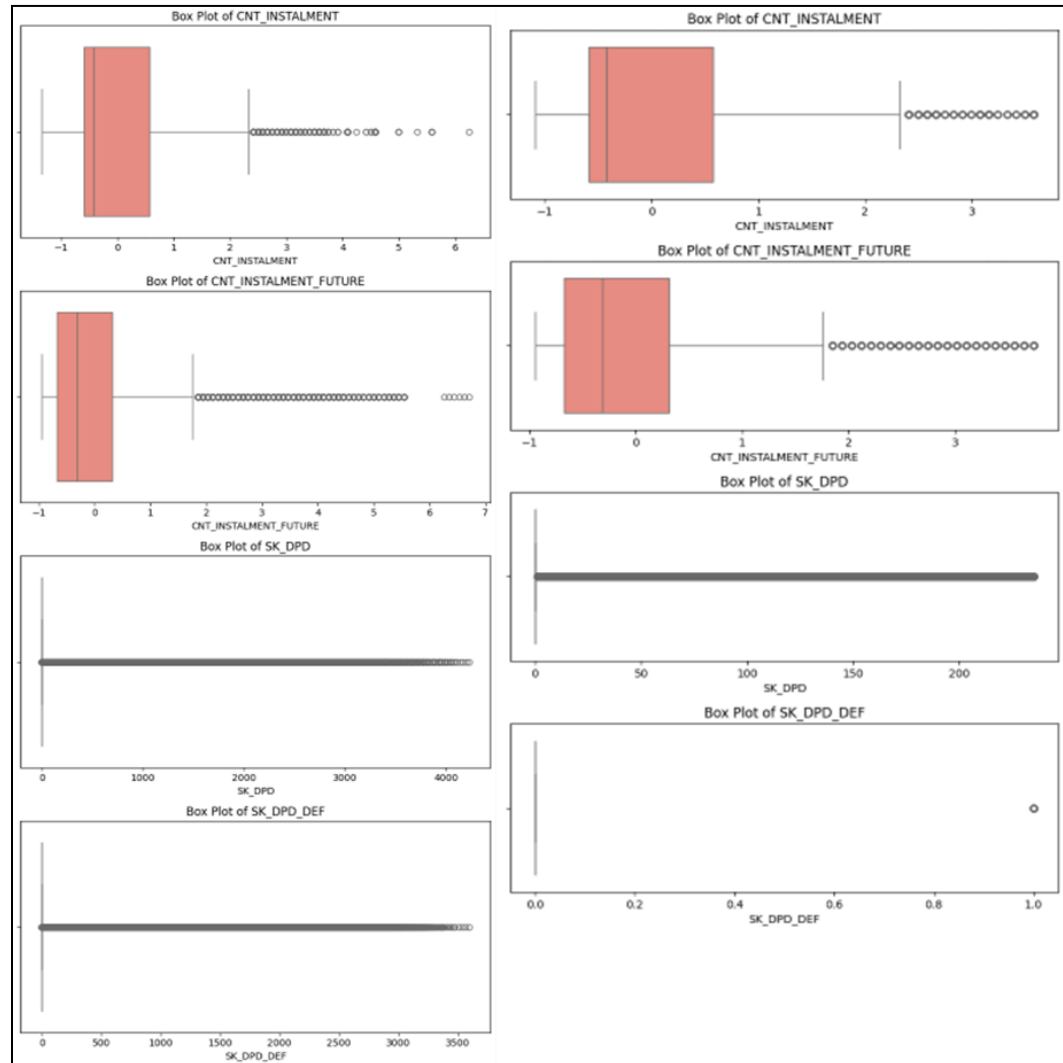 Box Plot of CNT_INSTALMENT
-1 0 1 2 3 4 5 6
CNT_INSTALMENT
Box Plot of CNT_INSTALMENT_FUTURE
-1 0 1 2 3 4 5 6 7
CNT_INSTALMENT_FUTURE
Box Plot of SK_DPD
0 1000 2000 3000 4000
SK_DPD
Box Plot of SK_DPD_DEF
0 500 1000 1500 2000 2500 3000 3500
SK_DPD_DEF
Box Plot of CNT_INSTALMENT
-1 0 1 2 3
CNT_INSTALMENT
Box Plot of CNT_INSTALMENT_FUTURE
-1 0 1 2 3
CNT_INSTALMENT_FUTURE
Box Plot of SK_DPD
0 50 100 150 200
SK_DPD
Box Plot of SK_DPD_DEF
0.0 0.2 0.4 0.6 0.8 1.0
SK_DPD_DEF